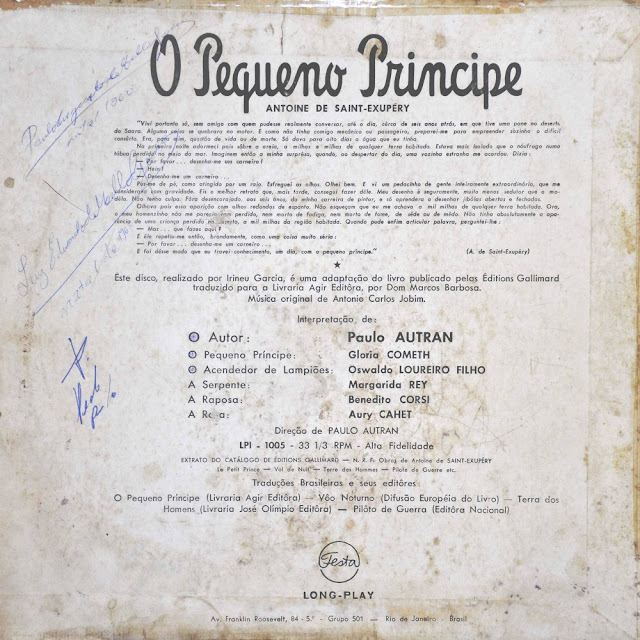 O Pequeno Príncipe
ANTOINE DE SAINT-EXUPÉRY
"Vivi portanto só, sem amigo com quem pudesse realmente conversar, até o dia, cêrca de seis anos atrás, em que tive uma pane no deserto
do Saara. Alguma peça se quebrara no motor. E como não tinha comigo mecânico ou passageiro, preparei-me para empreender sòzinho o difícil
consêrto. Era, para mim, questão de vida ou de morte. Só dava para oito dias a água que eu tinha.
Na primeira noite adormeci pois sôbre a areia, a milhas e milhas de qualquer terra habitada. Estava mais isolado que o náufrago numa
tábua, perdido no meio do mar. Imaginem então a minha surprêsa, quando, ao despertar do dia, uma vozinha estranha me acordou. Dizia:
— Por favor... desenha-me um carneiro!
— Hein!
— Desenha-me um carneiro...
Pus-me de pé, como atingido por um raio. Esfreguei os olhos. Olhei bem. E vi um pedacinho de gente inteiramente extraordinária, que me
considerava com gravidade. Eis o melhor retrato que, mais tarde, consegui fazer dêle. Meu desenho é seguramente, muito menos sedutor que o mo-
dêlo. Não tenho culpa. Fôra desencorajado, aos seis anos, da minha carreira de pintor, e só aprendera a desenhar jibóias abertas e fechadas.
Olhava pois essa aparição com olhos redondos de espanto. Não esqueçam que eu me achava a mil milhas de qualquer terra habitada. Ora,
o meu homenzinho não me parecia nem perdido, nem morto de fadiga, nem morto de fome, de sêde ou de mêdo. Não tinha absolutamente a apa-
rência de uma criança perdida no deserto, a mil milhas da região habitada. Quando pude enfim articular palavra, perguntei-lhe:
— Mas... que fazes aqui?
E êle repetiu-me então, brandamente, como uma coisa muito séria:
— Por favor... desenha-me um carneiro...
E foi dêsse modo que eu travei conhecimento, um dia, com o pequeno príncipe." (A. de Saint-Exupéry)
Êste disco, realizado por Irineu Garcia, é uma adaptação do livro publicado pelas Éditions Gallimard
traduzido para a Livraria Agir Editôra, por Dom Marcos Barbosa.
Música original de Antonio Carlos Jobim.
Interpretação de:
O Autor: Paulo AUTRAN
O Pequeno Príncipe: Gloria COMETH
O Acendedor de Lampiões: Oswaldo LOUREIRO FILHO
A Serpente: Margarida REY
A Raposa: Benedito CORSI
A Rosa: Aury CAHET
Direção de PAULO AUTRAN
LPI - 1005 - 33 1/3 RPM - Alta Fidelidade
EXTRATO DO CATÁLOGO DE ÉDITIONS GALLIMARD — N. R. F. Obras de Antoine de SAINT-EXUPÉRY
Le Petit Prince — Vol de Nuit — Terre des Hommes — Pilote de Guerre etc.
Traduções Brasileiras e seus editôres:
O Pequeno Príncipe (Livraria Agir Editôra) — Vôo Noturno (Difusão Européia do Livro) — Terra dos
Homens (Livraria José Olímpio Editôra) — Pilôto de Guerra (Editôra Nacional)
Festa
LONG-PLAY
Av. Franklin Roosevelt, 84 - 5.º - Grupo 501 — Rio de Janeiro - Brasil